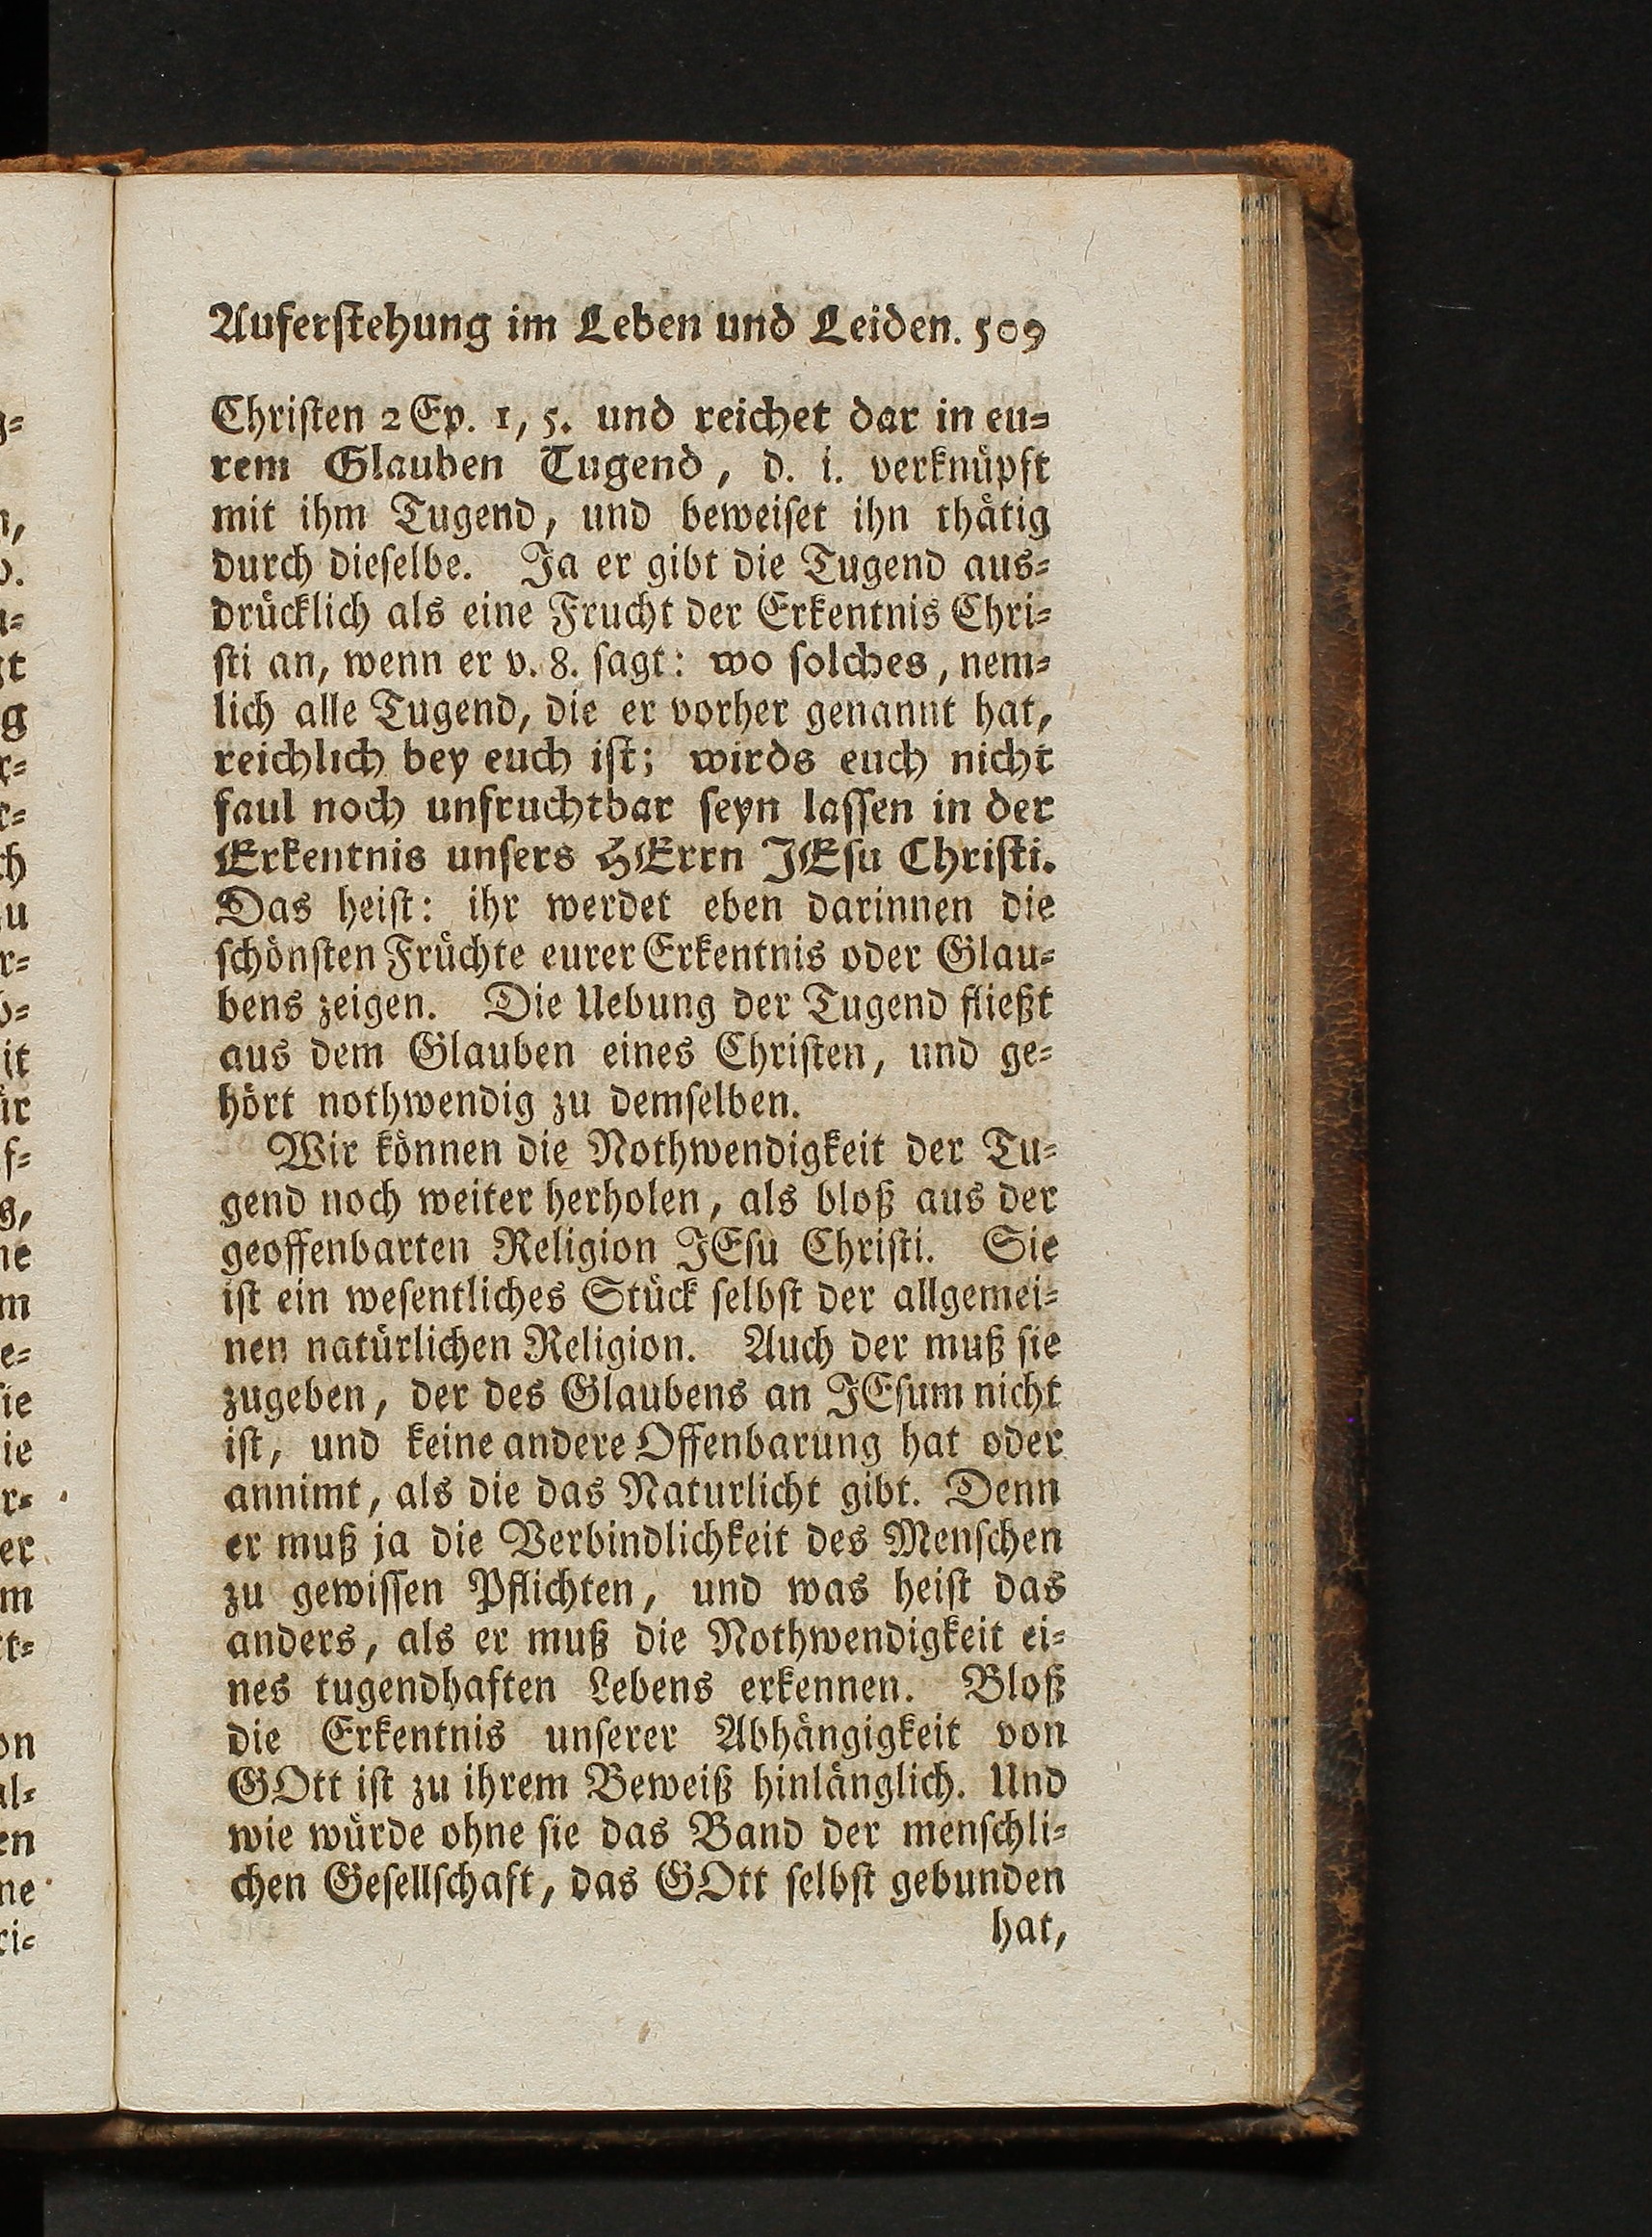 Auferſtehung im Leben und Leiden. 509
Chriſten 2 Ep. 1, 5. und reichet dar in eu⸗
rem Glauben Tugend, d. i. verknüpft
mit ihm Tugend, und beweiſet ihn thätig
durch dieſelbe. Ja er gibt die Tugend aus⸗
drücklich als eine Frucht der Erkentnis Chri⸗
ſti an, wenn er v. 8. ſagt: wo ſolches, nem⸗
lich alle Tugend, die er vorher genannt hat,
reichlich bey euch iſt; wirds euch nicht
faul noch unfruchtbar ſeyn laſſen in der
Erkentnis unſers HErrn JEſu Chriſti.
Das heiſt: ihr werdet eben darinnen die
ſchönſten Früchte eurer Erkentnis oder Glau⸗
bens zeigen. Die Uebung der Tugend fließt
aus dem Glauben eines Chriſten, und ge⸗
hört nothwendig zu demſelben.
Wir können die Nothwendigkeit der Tu⸗
gend noch weiter herholen, als bloß aus der
geoffenbarten Religion JEſu Chriſti. Sie
iſt ein weſentliches Stück ſelbſt der allgemei⸗
nen natürlichen Religion. Auch der muß ſie
zugeben, der des Glaubens an JEſum nicht
iſt, und keine andere Offenbarung hat oder
annimt, als die das Naturlicht gibt. Denn
er muß ja die Verbindlichkeit des Menſchen
zu gewiſſen Pflichten, und was heiſt das
anders, als er muß die Nothwendigkeit ei⸗
nes tugendhaften Lebens erkennen. Bloß
die Erkentnis unſerer Abhängigkeit von
GOtt iſt zu ihrem Beweiß hinlänglich. Und
wie würde ohne ſie das Band der menſchli⸗
chen Geſellſchaft, das GOtt ſelbſt gebunden
hat,